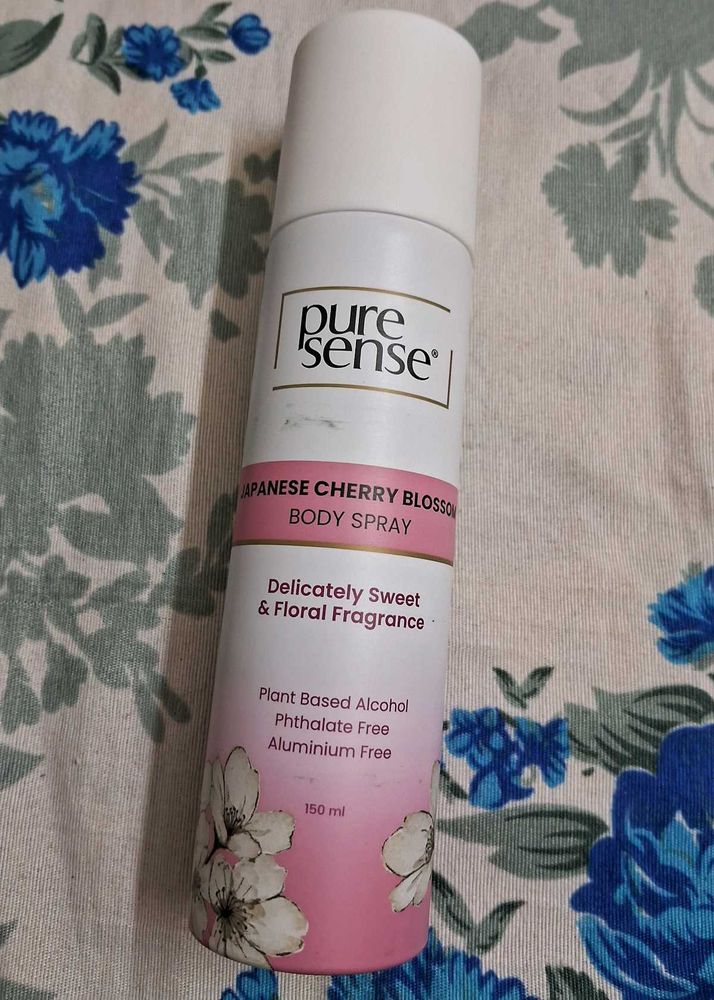 pure
sense®
JAPANESE CHERRY BLOSSOM
BODY SPRAY
Delicately Sweet
& Floral Fragrance
Plant Based Alcohol
Phthalate Free
Aluminium Free
150 ml